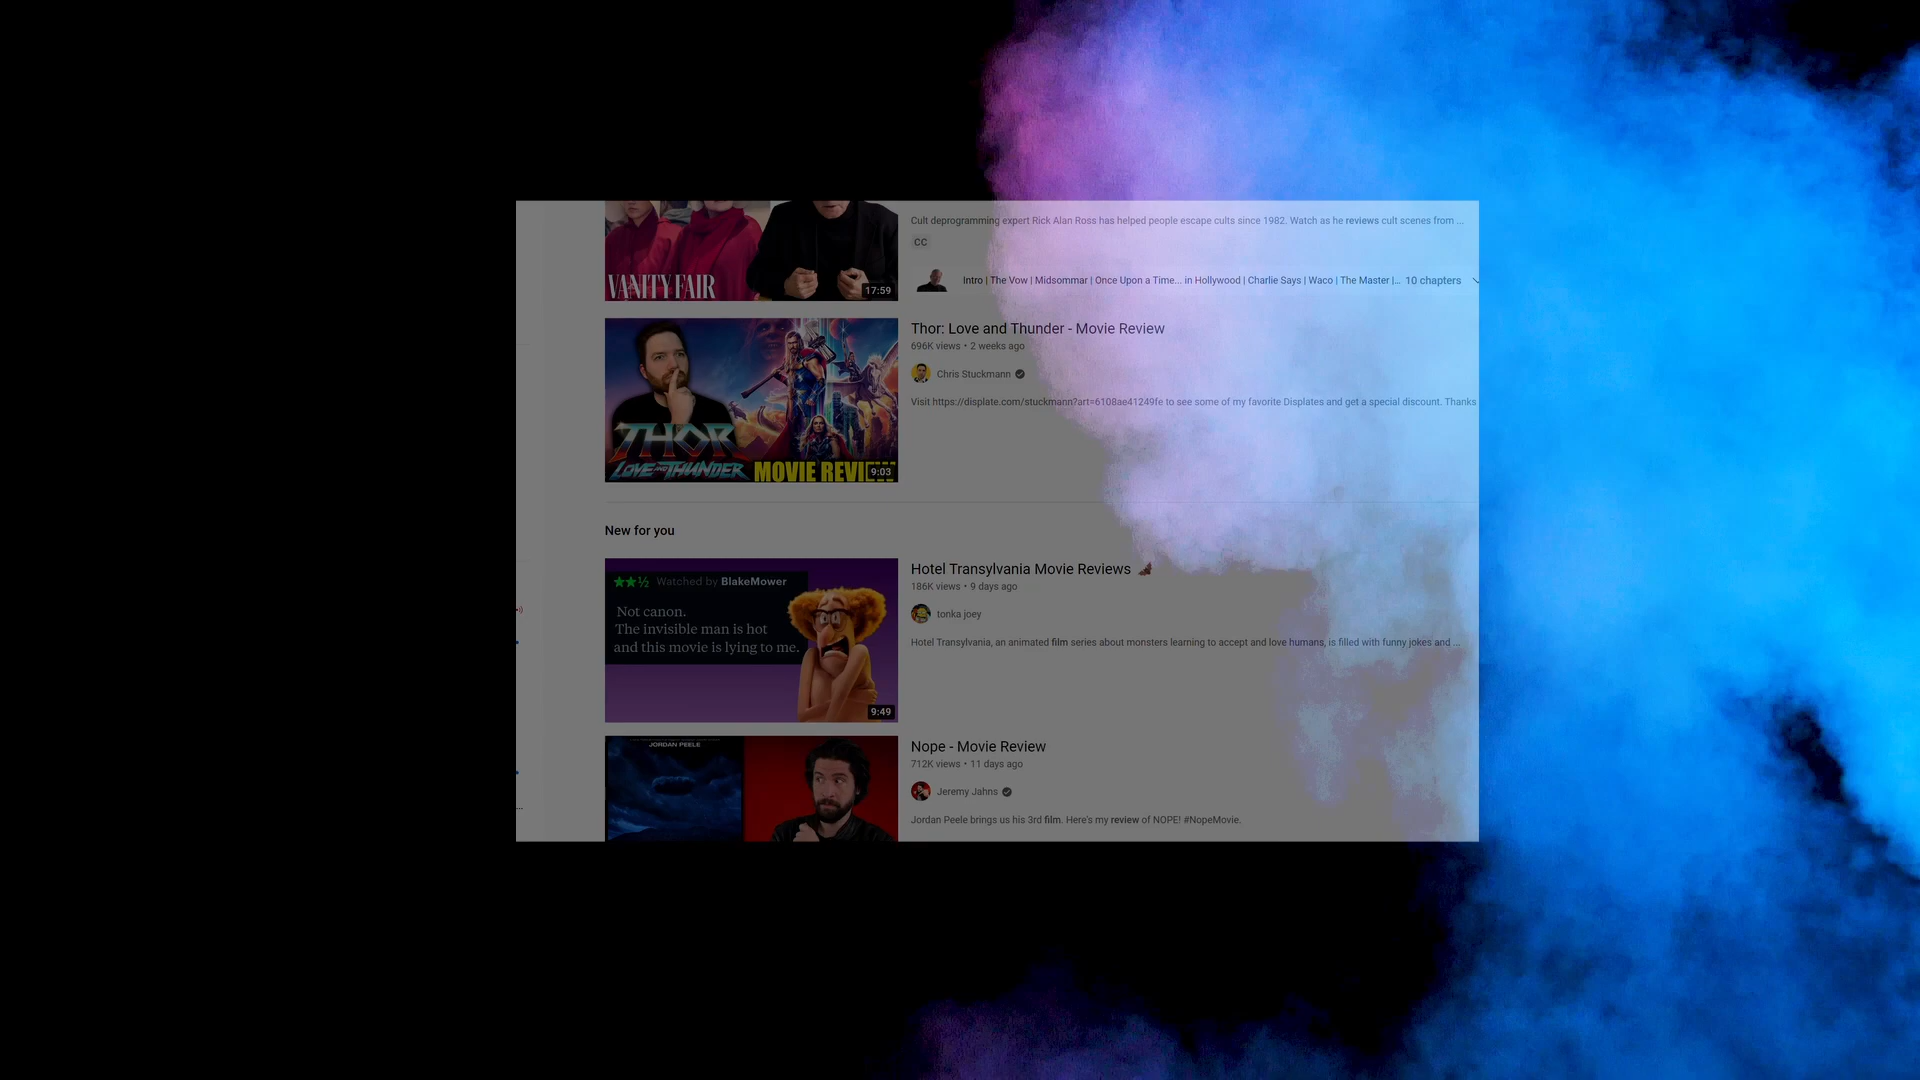 Cult deprogramming expert Rick Alan Ross has helped people escape cults since 1982. Watch as he reviews cult scenes from ...
CC
VANITY FAIR
17:59
Intro | The Vow | Midsommar | Once Upon a Time... in Hollywood | Charlie Says | Waco | The Master |... 10 chapters
Thor: Love and Thunder - Movie Review
696K views • 2 weeks ago
Chris Stuckmann
Visit https://displate.com/stuckmann?art=6108ae41249fe to see some of my favorite Displates and get a special discount. Thanks
THOR
LOVE AND THUNDER
MOVIE REVI
9:03
New for you
★★½ Watched by BlakeMower
Not canon.
The invisible man is hot
and this movie is lying to me.
9:49
Hotel Transylvania Movie Reviews
186K views • 9 days ago
tonka joey
Hotel Transylvania, an animated film series about monsters learning to accept and love humans, is filled with funny jokes and ...
JORDAN PEELE
Nope - Movie Review
712K views • 11 days ago
Jeremy Jahns
Jordan Peele brings us his 3rd film. Here's my review of NOPE! #NopeMovie.
...